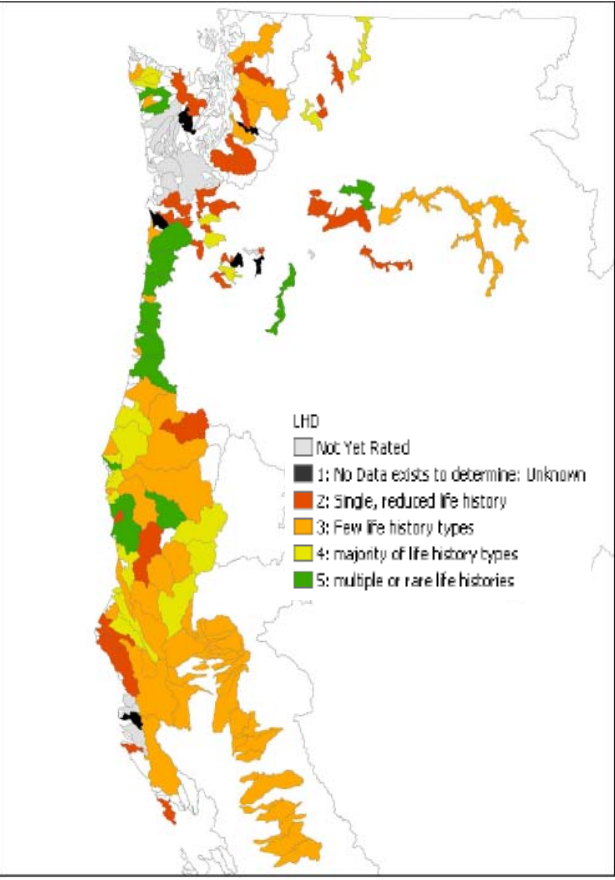 LHD
Not Yet Rated
1: No Data exists to determine: Unknown
2: Single, reduced life history
3: Few life history types
4: majority of life history types
5: multiple or rare life histories